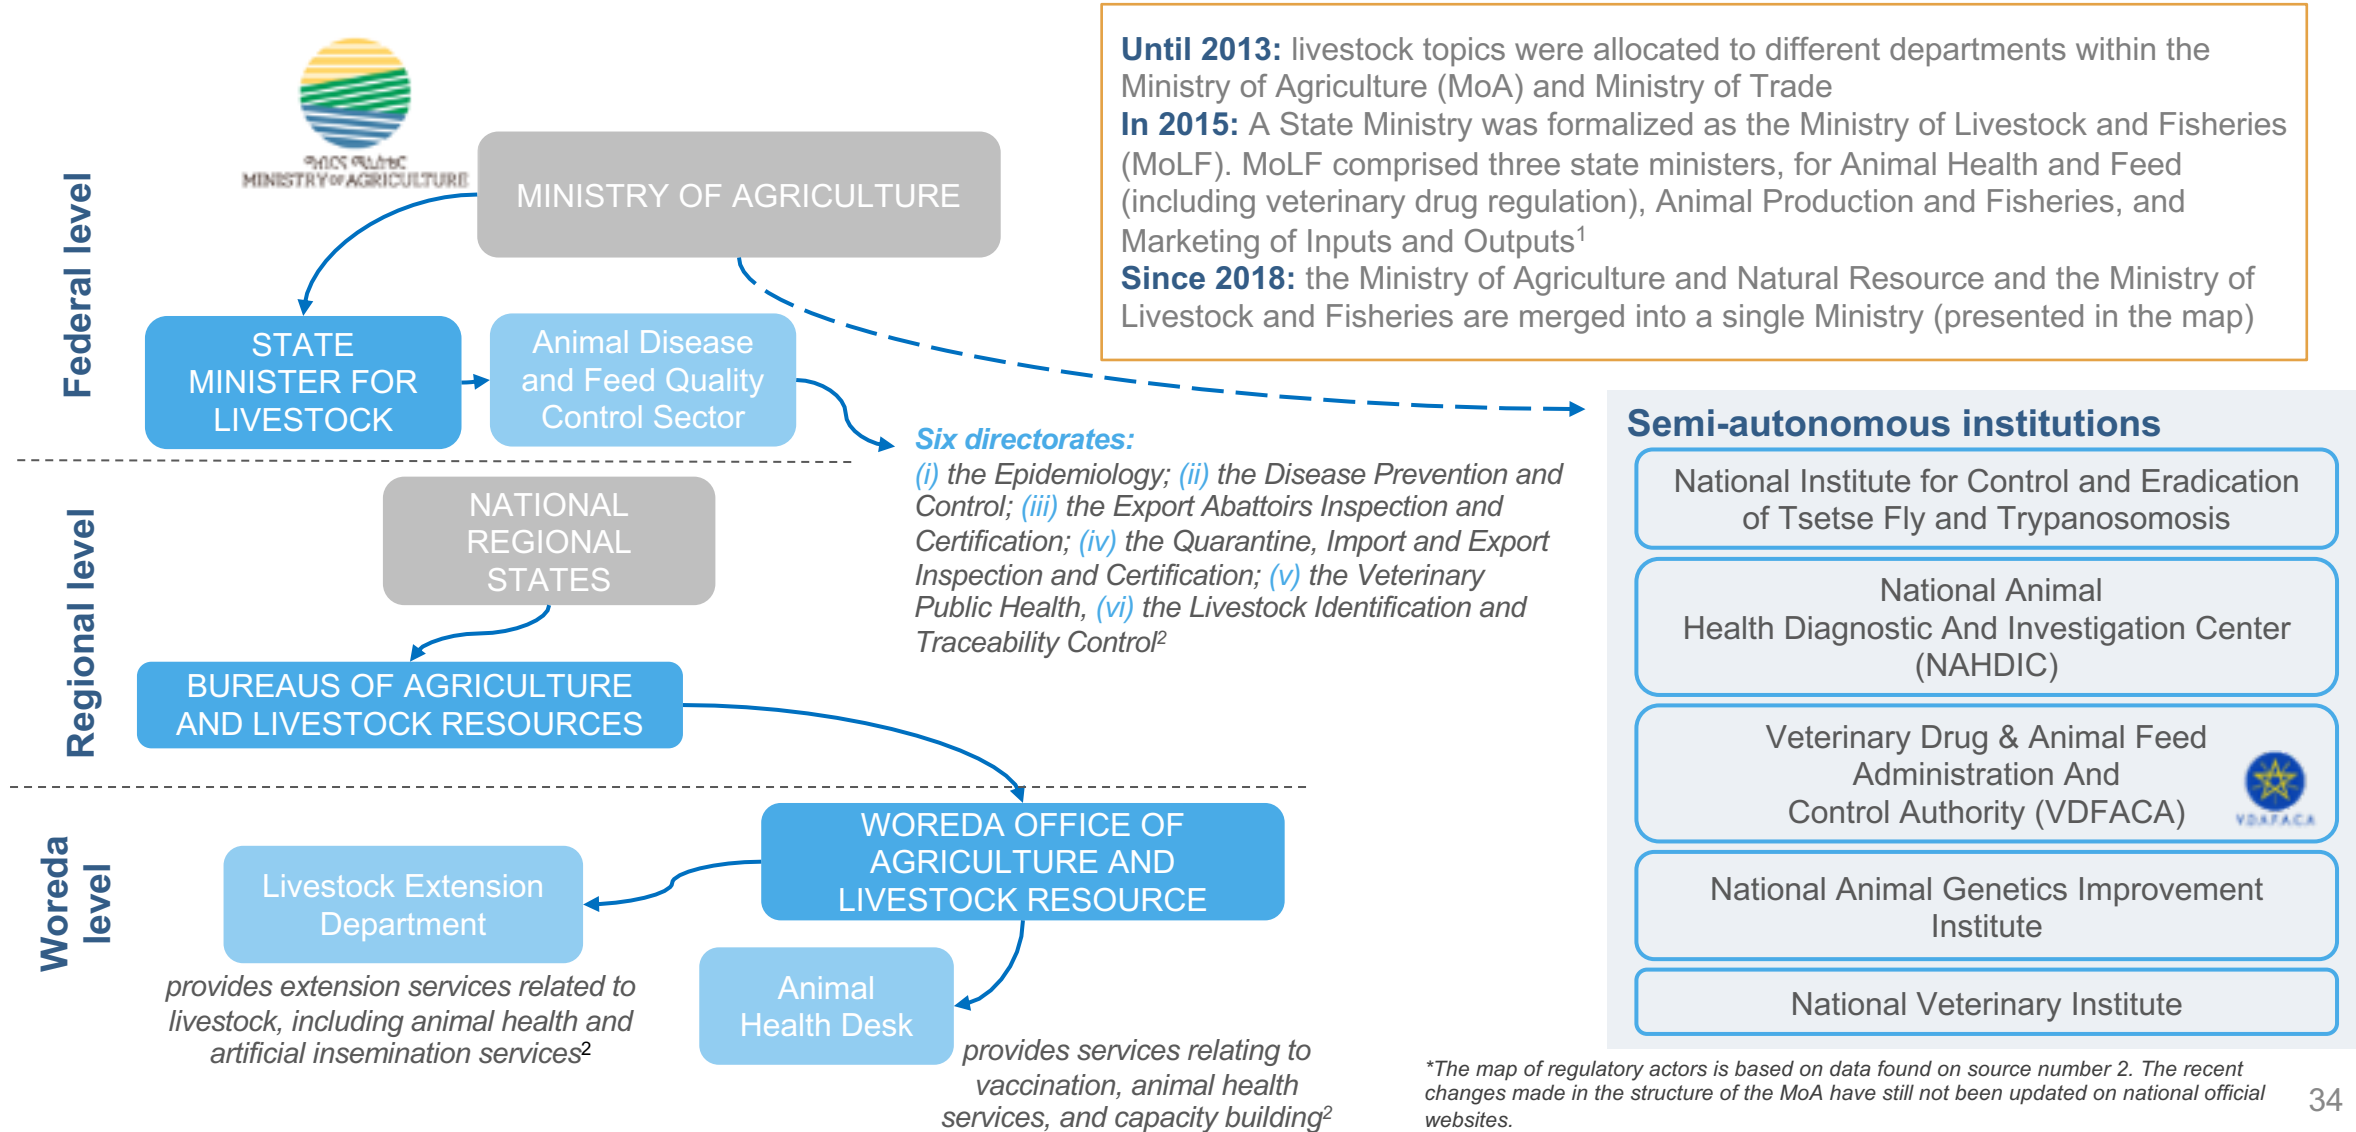 Until 2013: livestock topics were allocated to different departments within the
Ministry of Agriculture (MoA) and Ministry of Trade
In 2015: A State Ministry was formalized as the Ministry of Livestock and Fisheries
(MoLF). MoLF comprised three state ministers, for Animal Health and Feed
(including veterinary drug regulation), Animal Production and Fisheries, and
Marketing of Inputs and Outputs1
Since 2018: the Ministry of Agriculture and Natural Resource and the Ministry of
Livestock and Fisheries are merged into a single Ministry (presented in the map)
MINISTRY OF AGRICULTURE
Federal level
MINISTRY OF AGRICULTURE
STATE
MINISTER FOR
LIVESTOCK
Animal Disease
and Feed Quality
Control Sector
Six directorates:
(i) the Epidemiology; (ii) the Disease Prevention and
Control; (iii) the Export Abattoirs Inspection and
Certification; (iv) the Quarantine, Import and Export
Inspection and Certification; (v) the Veterinary
Public Health, (vi) the Livestock Identification and
Traceability Control2
Regional level
NATIONAL
REGIONAL
STATES
BUREAUS OF AGRICULTURE
AND LIVESTOCK RESOURCES
Woreda
level
WOREDA OFFICE OF
AGRICULTURE AND
LIVESTOCK RESOURCE
Livestock Extension
Department
provides extension services related to
livestock, including animal health and
artificial insemination services2
Animal
Health Desk
provides services relating to
vaccination, animal health
services, and capacity building2
Semi-autonomous institutions
National Institute for Control and Eradication
of Tsetse Fly and Trypanosomosis
National Animal
Health Diagnostic And Investigation Center
(NAHDIC)
Veterinary Drug & Animal Feed
Administration And
Control Authority (VDFACA)
VDAFACA
National Animal Genetics Improvement
Institute
National Veterinary Institute
*The map of regulatory actors is based on data found on source number 2. The recent
changes made in the structure of the MoA have still not been updated on national official
websites.
34